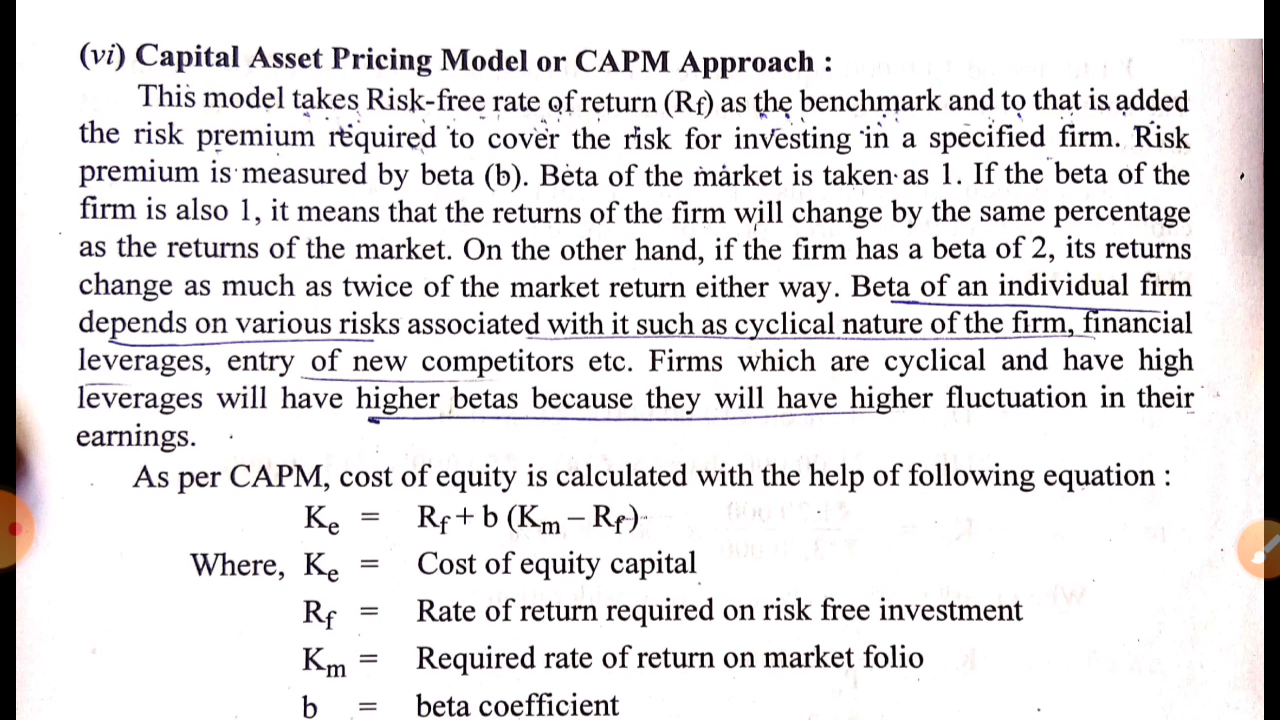 (vi) Capital Asset Pricing Model or CAPM Approach :
This model takes Risk-free rate of return (Rf) as the benchmark and to that is added
the risk premium required to cover the risk for investing in a specified firm. Risk
premium is measured by beta (b). Beta of the market is taken as 1. If the beta of the
firm is also 1, it means that the returns of the firm will change by the same percentage
as the returns of the market. On the other hand, if the firm has a beta of 2, its returns
change as much as twice of the market return either way. Beta of an individual firm
depends on various risks associated with it such as cyclical nature of the firm, financial
leverages, entry of new competitors etc. Firms which are cyclical and have high
leverages will have higher betas because they will have higher fluctuation in their
earnings.
As per CAPM, cost of equity is calculated with the help of following equation :
Ke = Rf + b (Km – Rf)
Where, Ke = Cost of equity capital
Rf = Rate of return required on risk free investment
Km = Required rate of return on market folio
b = beta coefficient